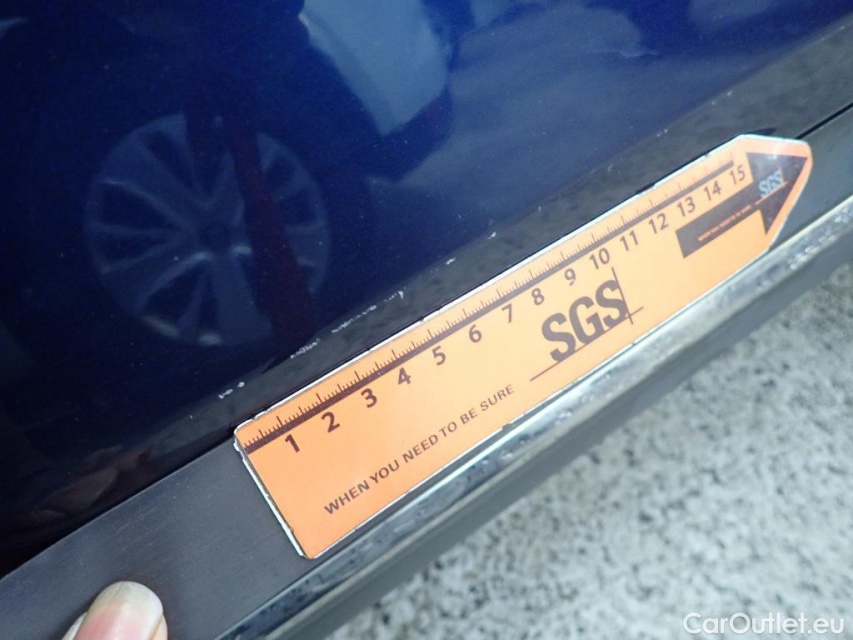 1 2 3 4 5 6 7 8 9 10 11 12 13 14 15
SGS
SGS
WHEN YOU NEED TO BE SURE
CarOutlet.eu